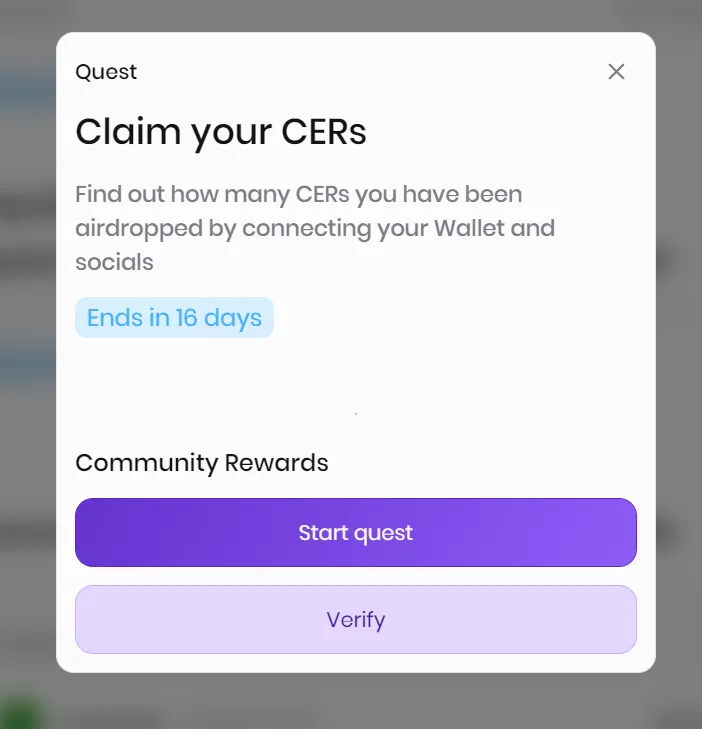 Quest
Claim your CERs
Find out how many CERs you have been
airdropped by connecting your Wallet and
socials
Ends in 16 days
Community Rewards
Start quest
Verify